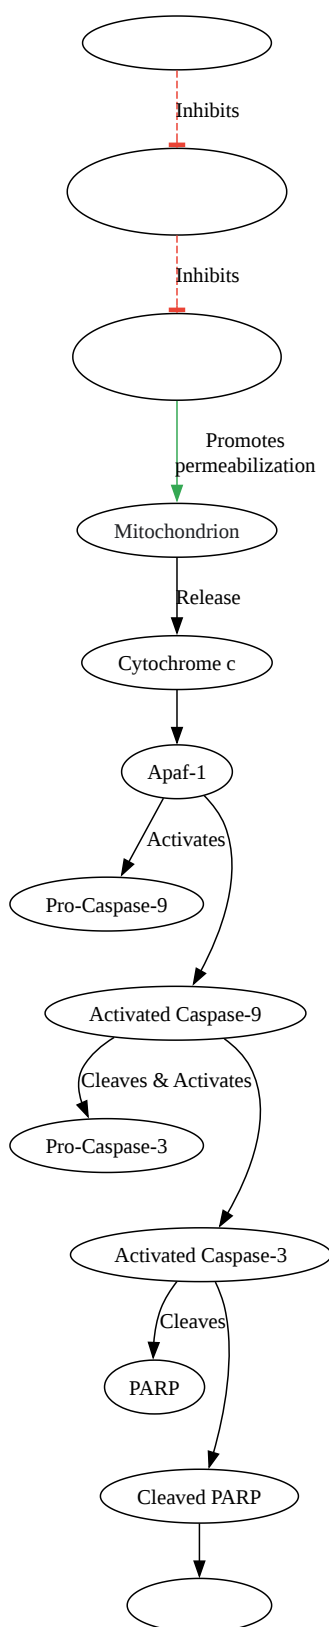 Inhibits
Inhibits
Promotes
permeabilization
Mitochondrion
Release
Cytochrome c
Apaf-1
Activates
Pro-Caspase-9
Activated Caspase-9
Cleaves & Activates
Pro-Caspase-3
Activated Caspase-3
Cleaves
PARP
Cleaved PARP